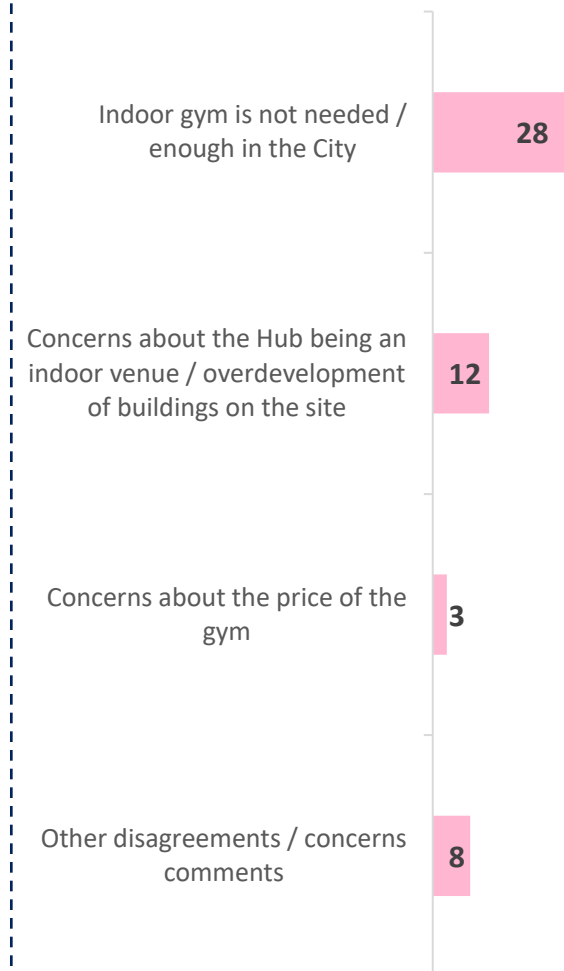 Indoor gym is not needed /
enough in the City
28
Concerns about the Hub being an
indoor venue / overdevelopment
of buildings on the site
12
Concerns about the price of the
gym
3
Other disagreements / concerns
comments
8